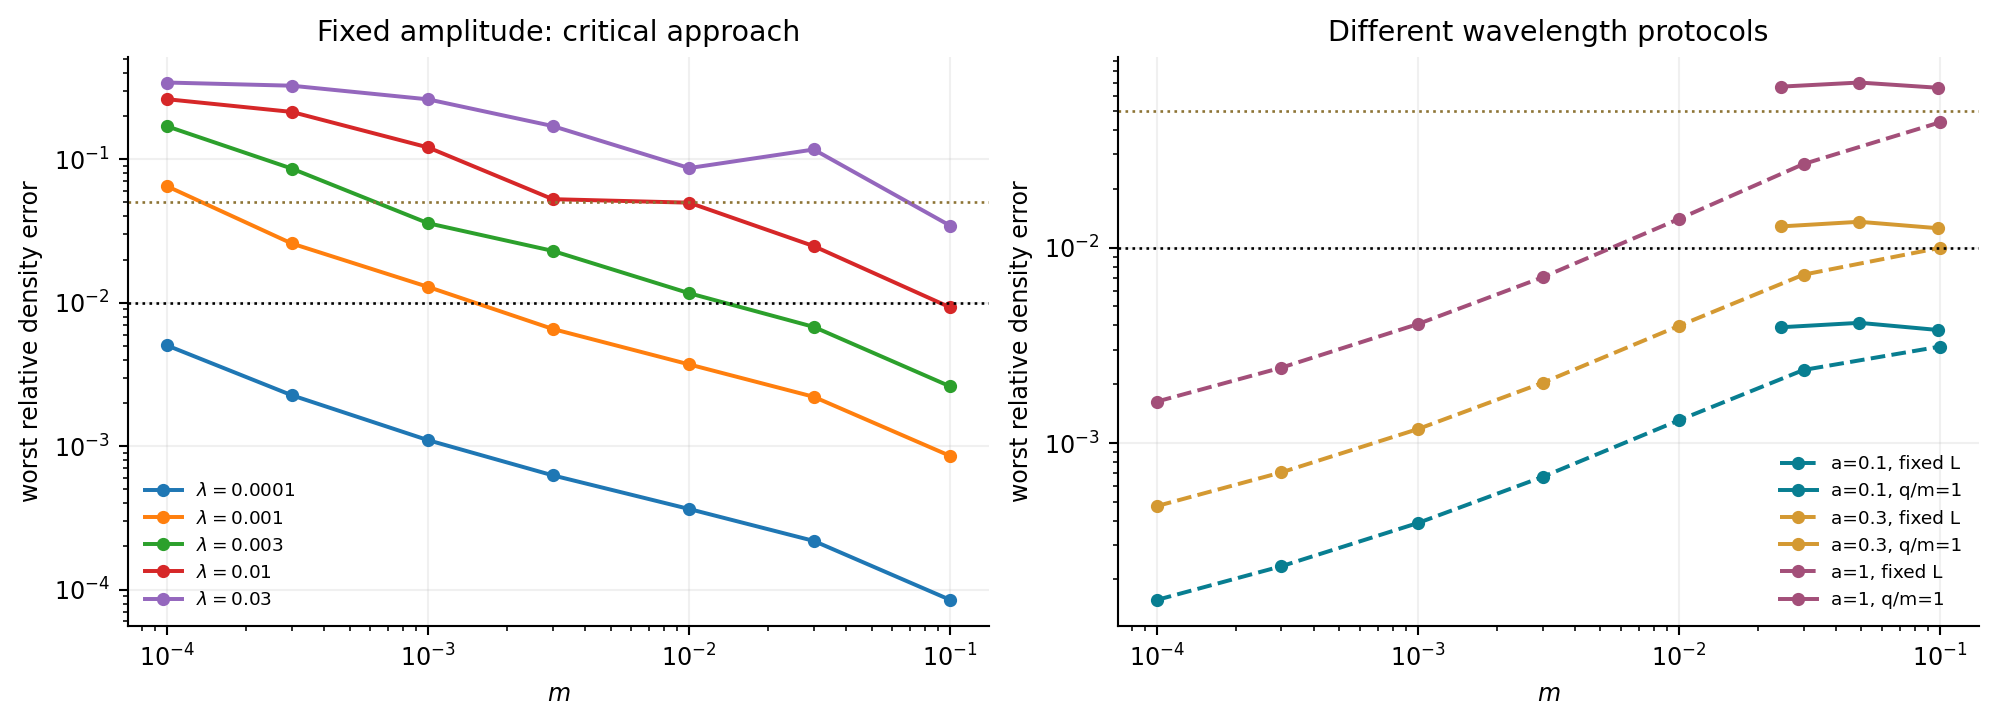 Fixed amplitude: critical approach
worst relative density error
10⁻¹
10⁻²
10⁻³
10⁻⁴
λ = 0.0001
λ = 0.001
λ = 0.003
λ = 0.01
λ = 0.03
10⁻⁴ 10⁻³ 10⁻² 10⁻¹
m
Different wavelength protocols
worst relative density error
10⁻²
10⁻³
a=0.1, fixed L
a=0.1, q/m=1
a=0.3, fixed L
a=0.3, q/m=1
a=1, fixed L
a=1, q/m=1
10⁻⁴ 10⁻³ 10⁻² 10⁻¹
m